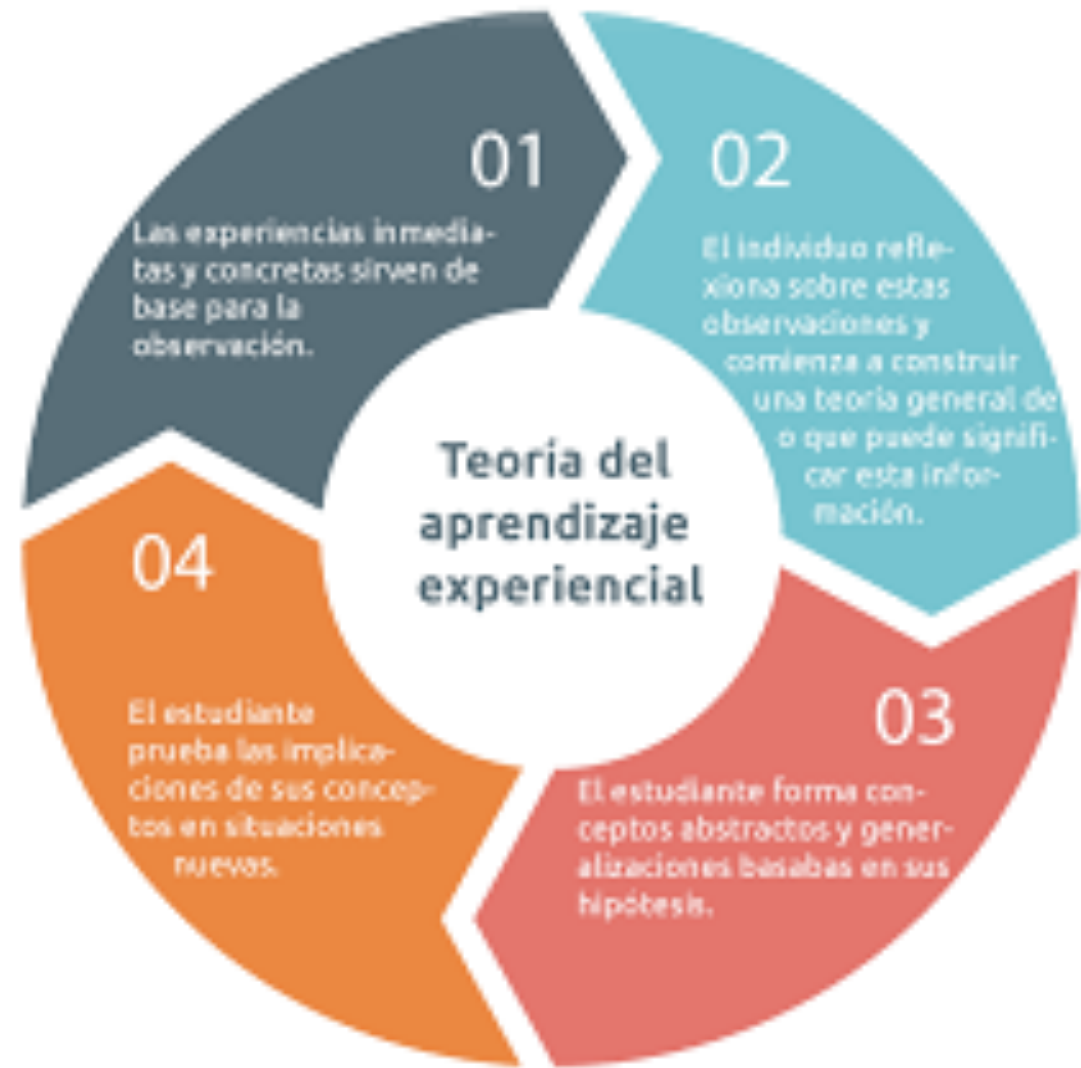 01
Las experiencias inmedia-
tas y concretas sirven de
base para la
observación.
02
El individuo refle-
xiona sobre estas
observaciones y
comienza a construir
una teoría general de
o que puede signifi-
car esta infor-
mación.
Teoría del
aprendizaje
experiencial
03
El estudiante forma con-
ceptos abstractos y gener-
alizaciones basabas en sus
hipótesis.
04
El estudiante
prueba las implica-
ciones de sus concep-
tos en situaciones
nuevas.